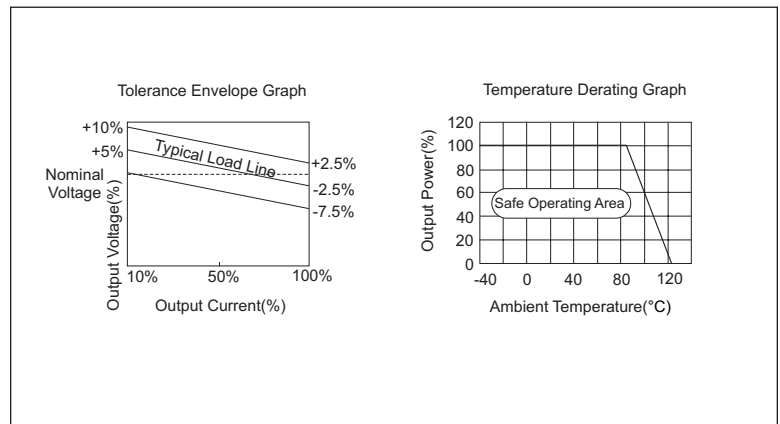 Tolerance Envelope Graph
+10%
+5%
Nominal
Voltage
Output Voltage(%)
Typical Load Line
+2.5%
-2.5%
-7.5%
10% 50% 100%
Output Current(%)
Temperature Derating Graph
Output Power(%)
120
100
80
60
40
20
0
Safe Operating Area
-40 0 40 80 120
Ambient Temperature(°C)